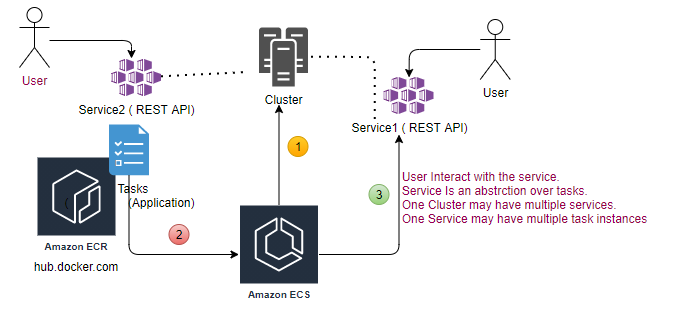 User
Service2 ( REST API)
Cluster
User
Service1 ( REST API)
1
Tasks
(Application)
(
Amazon ECR
hub.docker.com
2
Amazon ECS
3
User Interact with the service.
Service Is an abstrction over tasks.
One Cluster may have multiple services.
One Service may have multiple task instances